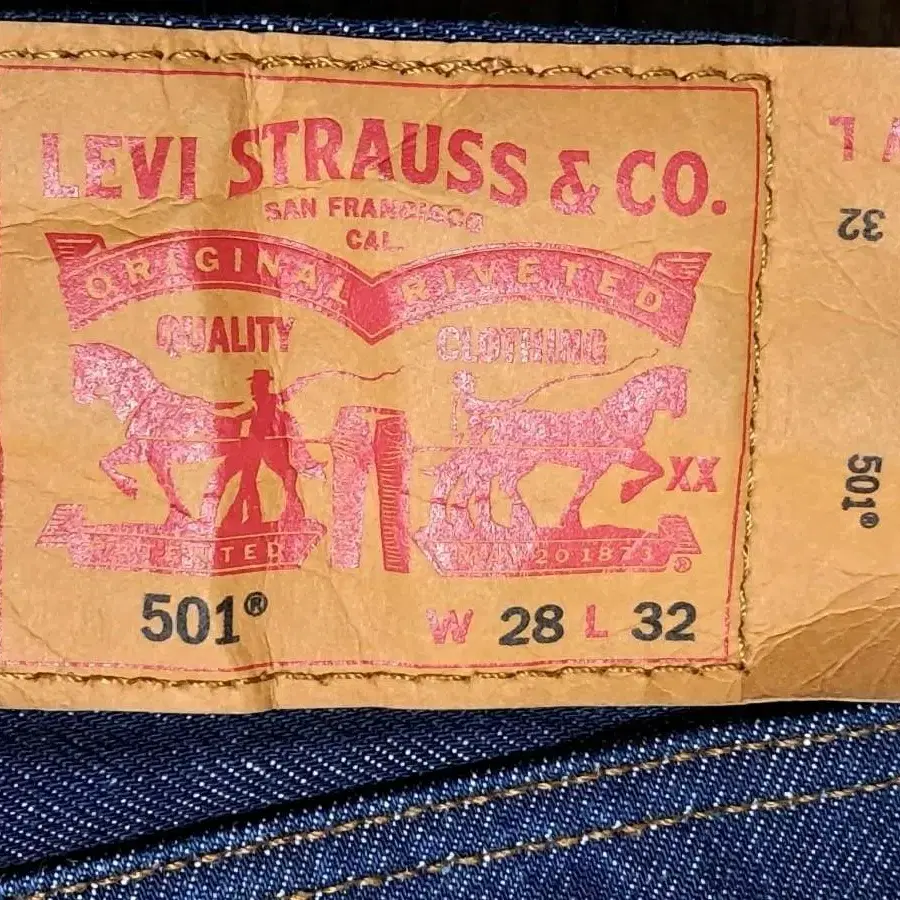 LEVI STRAUSS & CO.
SAN FRANCISCO
CAL.
ORIGINAL RIVETED
QUALITY CLOTHING
XX
501® W 28 L 32
L
32
501®